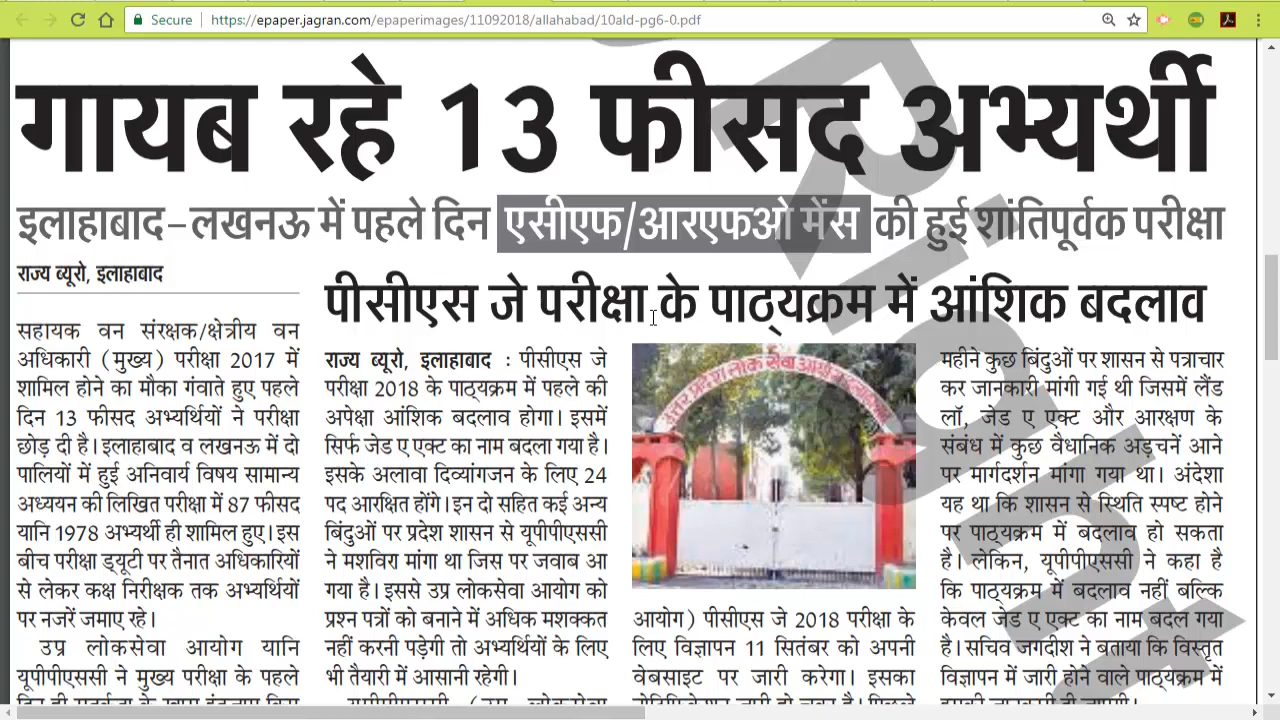 Secure
https://epaper.jagran.com/epaperimages/11092018/allahabad/10ald-pg6-0.pdf
गायब रहे 13 फीसद अभ्यर्थी
इलाहाबाद-लखनऊ में पहले दिन एसीएफ/आरएफओ मेंस की हुई शांतिपूर्वक परीक्षा
राज्य ब्यूरो, इलाहाबाद
सहायक वन संरक्षक/क्षेत्रीय वन
अधिकारी (मुख्य) परीक्षा 2017 में
शामिल होने का मौका गंवाते हुए पहले
दिन 13 फीसद अभ्यर्थियों ने परीक्षा
छोड़ दी है। इलाहाबाद व लखनऊ में दो
पालियों में हुई अनिवार्य विषय सामान्य
अध्ययन की लिखित परीक्षा में 87 फीसद
यानि 1978 अभ्यर्थी ही शामिल हुए। इस
बीच परीक्षा ड्यूटी पर तैनात अधिकारियों
से लेकर कक्ष निरीक्षक तक अभ्यर्थियों
पर नजरें जमाए रहे।
उप्र लोकसेवा आयोग यानि
यूपीपीएससी ने मुख्य परीक्षा के पहले
पीसीएस जे परीक्षा के पाठ्यक्रम में आंशिक बदलाव
राज्य ब्यूरो, इलाहाबाद : पीसीएस जे
परीक्षा 2018 के पाठ्यक्रम में पहले की
अपेक्षा आंशिक बदलाव होगा। इसमें
सिर्फ जेड ए एक्ट का नाम बदला गया है।
इसके अलावा दिव्यांगजन के लिए 24
पद आरक्षित होंगे। इन दो सहित कई अन्य
बिंदुओं पर प्रदेश शासन से यूपीपीएससी
ने मशविरा मांगा था जिस पर जवाब आ
गया है। इससे उप्र लोकसेवा आयोग को
प्रश्न पत्रों को बनाने में अधिक मशक्कत
नहीं करनी पड़ेगी तो अभ्यर्थियों के लिए
भी तैयारी में आसानी रहेगी।
उत्तर प्रदेश लोक सेवा आयोग
आयोग) पीसीएस जे 2018 परीक्षा के
लिए विज्ञापन 11 सितंबर को अपनी
वेबसाइट पर जारी करेगा। इसका
महीने कुछ बिंदुओं पर शासन से पत्राचार
कर जानकारी मांगी गई थी जिसमें लैंड
लॉ, जेड ए एक्ट और आरक्षण के
संबंध में कुछ वैधानिक अड़चनें आने
पर मार्गदर्शन मांगा गया था। अंदेशा
यह था कि शासन से स्थिति स्पष्ट होने
पर पाठ्यक्रम में बदलाव हो सकता
है। लेकिन, यूपीपीएससी ने कहा है
कि पाठ्यक्रम में बदलाव नहीं बल्कि
केवल जेड ए एक्ट का नाम बदल गया
है। सचिव जगदीश ने बताया कि विस्तृत
विज्ञापन में जारी होने वाले पाठ्यक्रम में